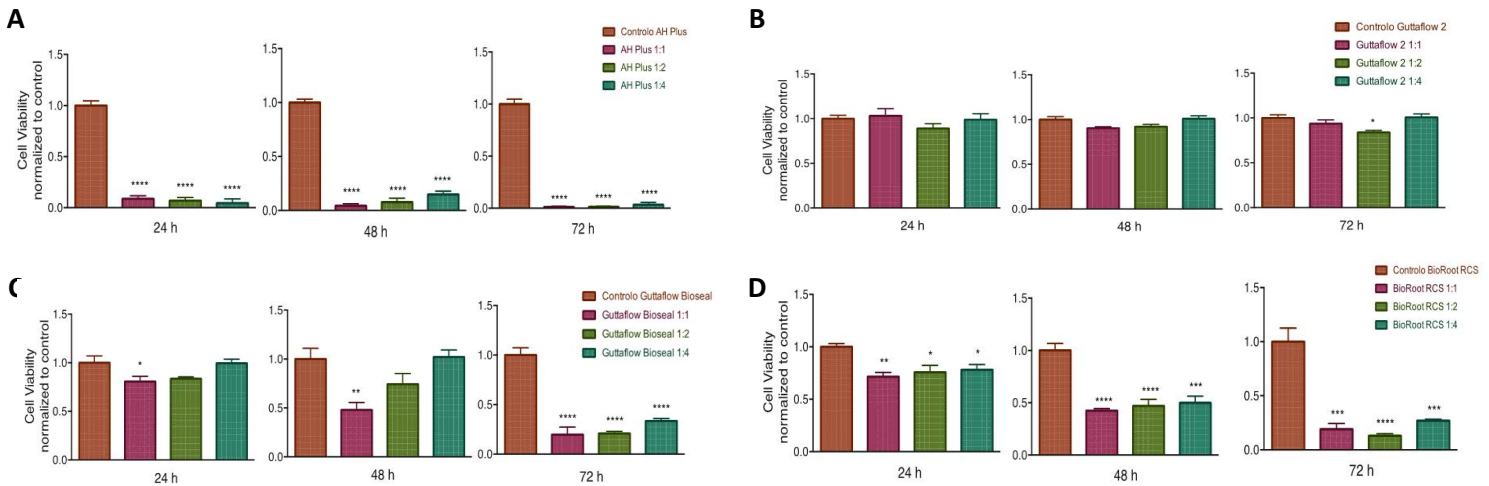 A
Controlo AH Plus
AH Plus 1:1
AH Plus 1:2
AH Plus 1:4
Cell Viability
normalized to control
1.5
1.0
0.5
0.0
****
****
****
24 h
1.5
1.0
0.5
0.0
****
****
****
48 h
1.5
1.0
0.5
0.0
****
****
****
72 h
B
Controlo Guttaflow 2
Guttaflow 2 1:1
Guttaflow 2 1:2
Guttaflow 2 1:4
Cell Viability
normalized to control
1.5
1.0
0.5
0.0
24 h
1.5
1.0
0.5
0.0
48 h
1.5
1.0
0.5
0.0
*
72 h
C
Controlo Guttaflow Bioseal
Guttaflow Bioseal 1:1
Guttaflow Bioseal 1:2
Guttaflow Bioseal 1:4
Cell Viability
normalized to control
1.5
1.0
0.5
0.0
*
24 h
1.5
1.0
0.5
0.0
**
48 h
1.5
1.0
0.5
0.0
****
****
****
72 h
D
Controlo BioRoot RCS
BioRoot RCS 1:1
BioRoot RCS 1:2
BioRoot RCS 1:4
Cell Viability
normalized to control
1.5
1.0
0.5
0.0
**
*
*
24 h
1.5
1.0
0.5
0.0
****
****
***
48 h
1.5
1.0
0.5
0.0
***
****
***
72 h